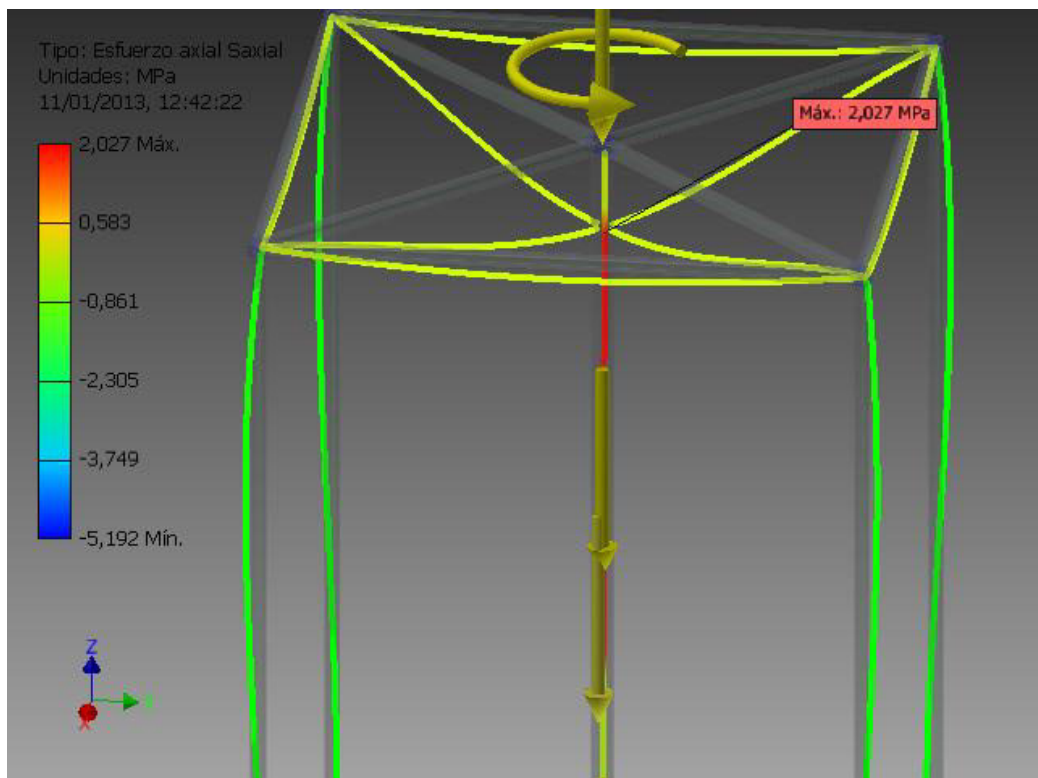 Tipo: Esfuerzo axial Saxial
Unidades: MPa
11/01/2013, 12:42:22
2,027 Máx.
0,583
-0,861
-2,305
-3,749
-5,192 Mín.
Máx.: 2,027 MPa
Z
X